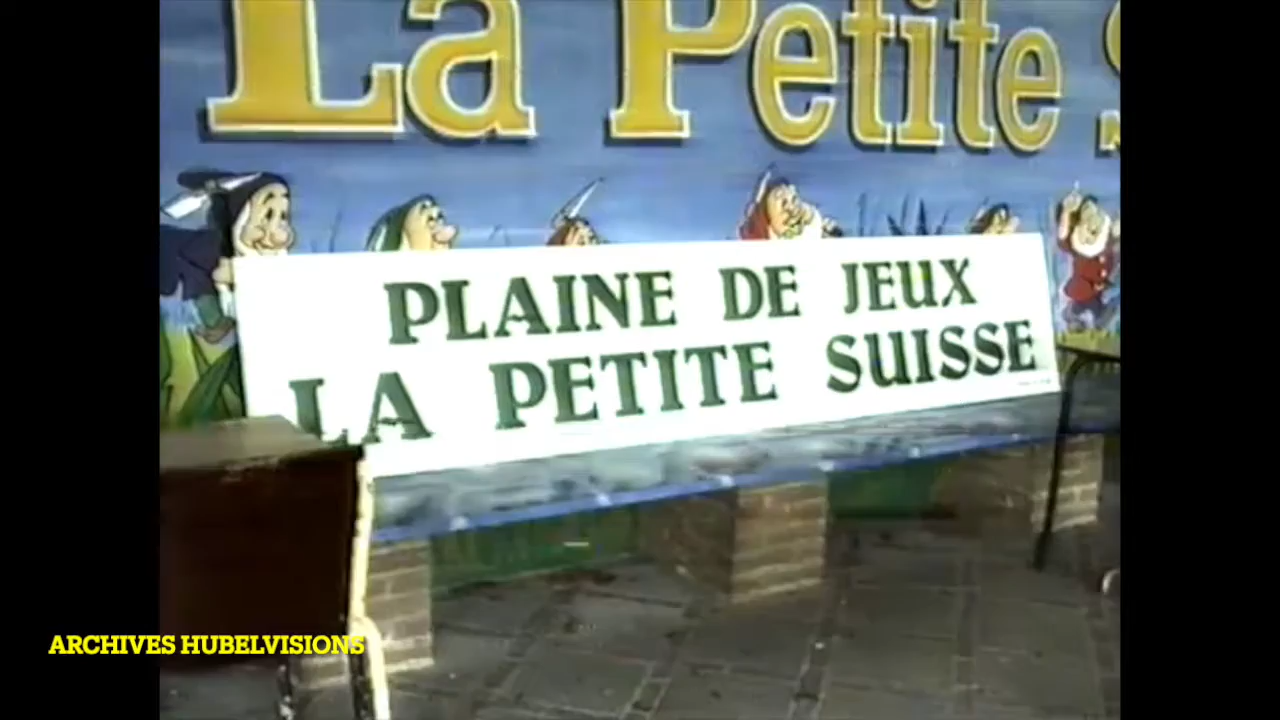 La Petite S
PLAINE DE JEUX
LA PETITE SUISSE
ARCHIVES HUBELVISIONS